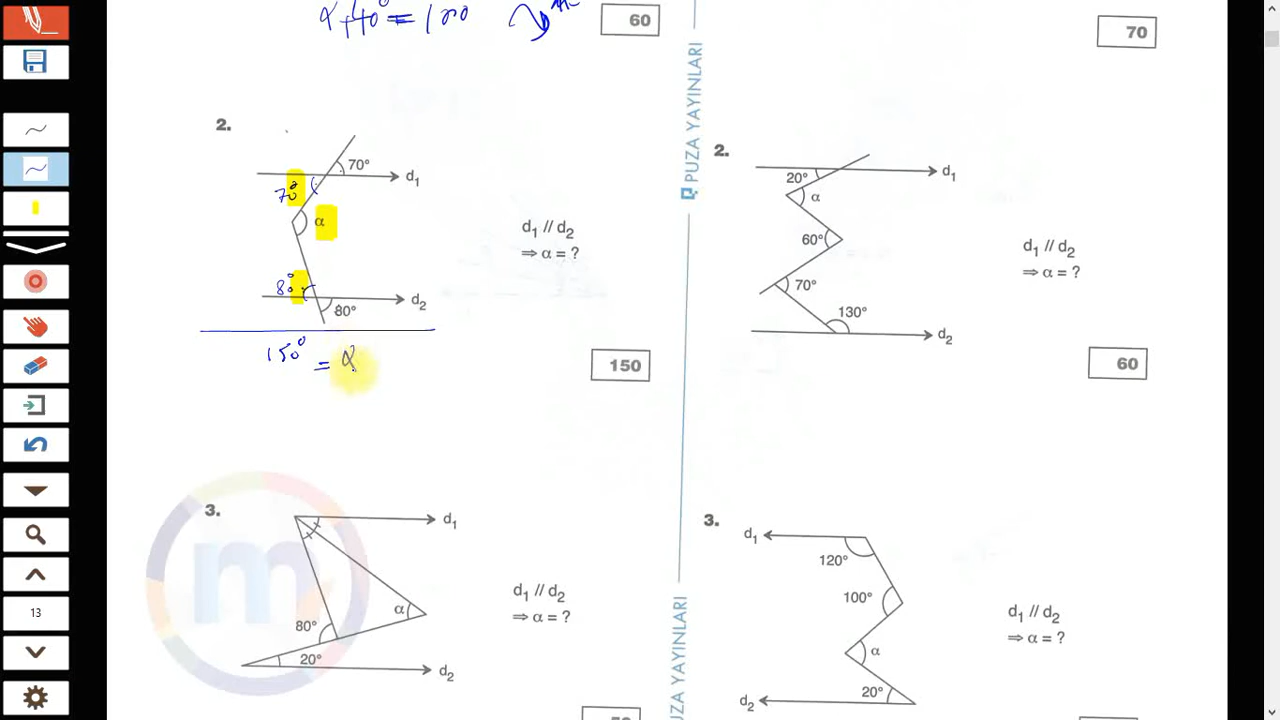 α+40° = 180
60
70
2.
70°
d₁
70°
α
d₁ // d₂
⇒ α = ?
80°
d₂
80°
150° = α
150
PUZA YAYINLARI
2.
d₁
20°
α
60°
d₁ // d₂
⇒ α = ?
70°
130°
d₂
60
3.
d₁
α
d₁ // d₂
⇒ α = ?
80°
20°
d₂
m
ZA YAYINLARI
3.
d₁
120°
100°
d₁ // d₂
⇒ α = ?
α
20°
d₂
13